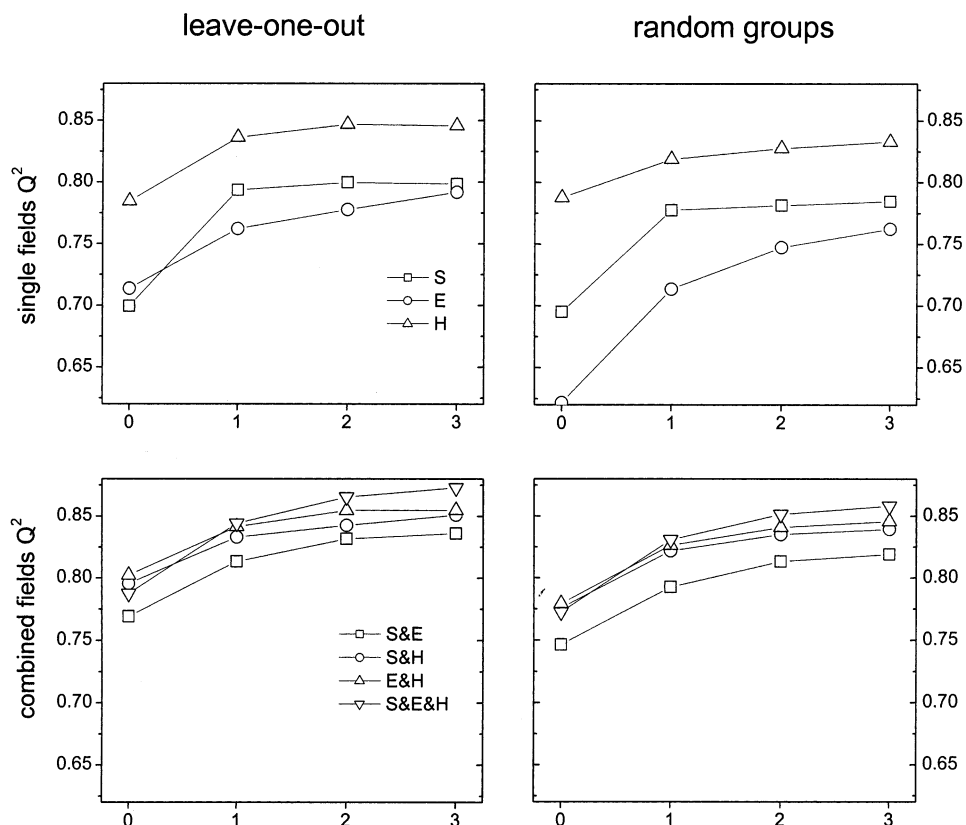 leave-one-out
random groups
single fields Q²
0.85
0.80
0.75
0.70
0.65
S
E
H
0 1 2 3
0.85
0.80
0.75
0.70
0.65
0 1 2 3
combined fields Q²
0.85
0.80
0.75
0.70
0.65
S&E
S&H
E&H
S&E&H
0 1 2 3
0.85
0.80
0.75
0.70
0.65
0 1 2 3